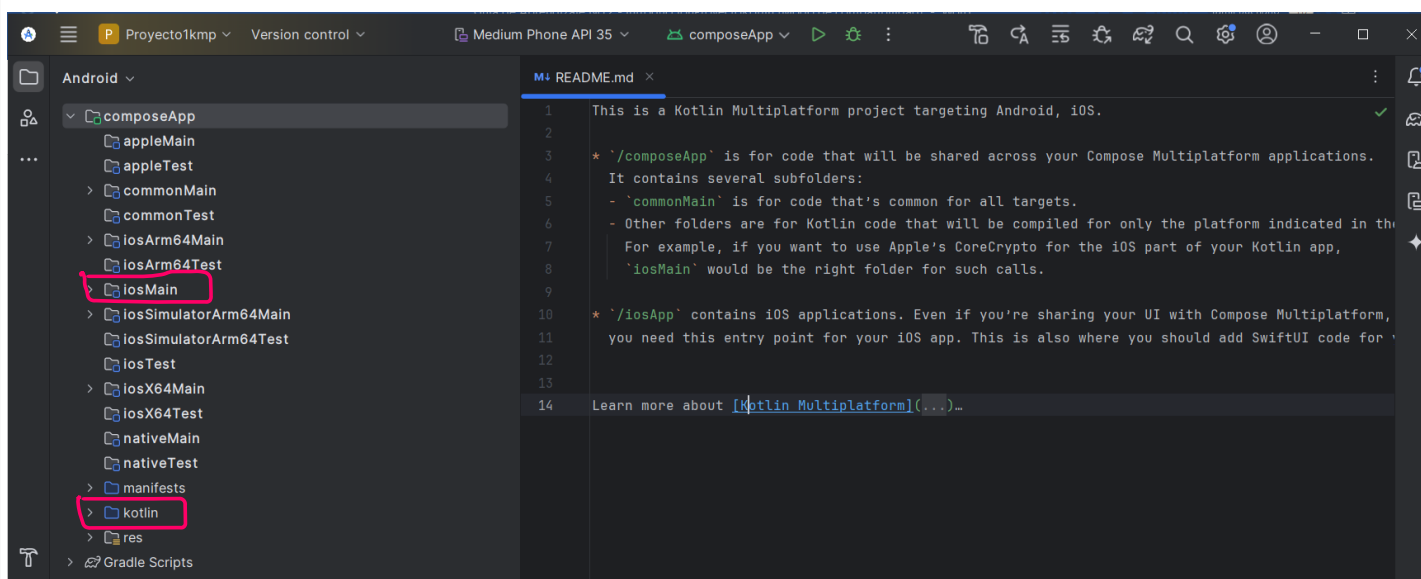 P Proyecto1kmp Version control Medium Phone API 35 composeApp
Android
M↓ README.md
composeApp
appleMain
appleTest
commonMain
commonTest
iosArm64Main
iosArm64Test
iosMain
iosSimulatorArm64Main
iosSimulatorArm64Test
iosTest
iosX64Main
iosX64Test
nativeMain
nativeTest
manifests
kotlin
res
Gradle Scripts
1 This is a Kotlin Multiplatform project targeting Android, iOS.
2
3 * `/composeApp` is for code that will be shared across your Compose Multiplatform applications.
4 It contains several subfolders:
5 - `commonMain` is for code that's common for all targets.
6 - Other folders are for Kotlin code that will be compiled for only the platform indicated in the
7 For example, if you want to use Apple's CoreCrypto for the iOS part of your Kotlin app,
8 `iosMain` would be the right folder for such calls.
9
10 * `/iosApp` contains iOS applications. Even if you're sharing your UI with Compose Multiplatform,
11 you need this entry point for your iOS app. This is also where you should add SwiftUI code for
12
13
14 Learn more about [Kotlin Multiplatform](...)…